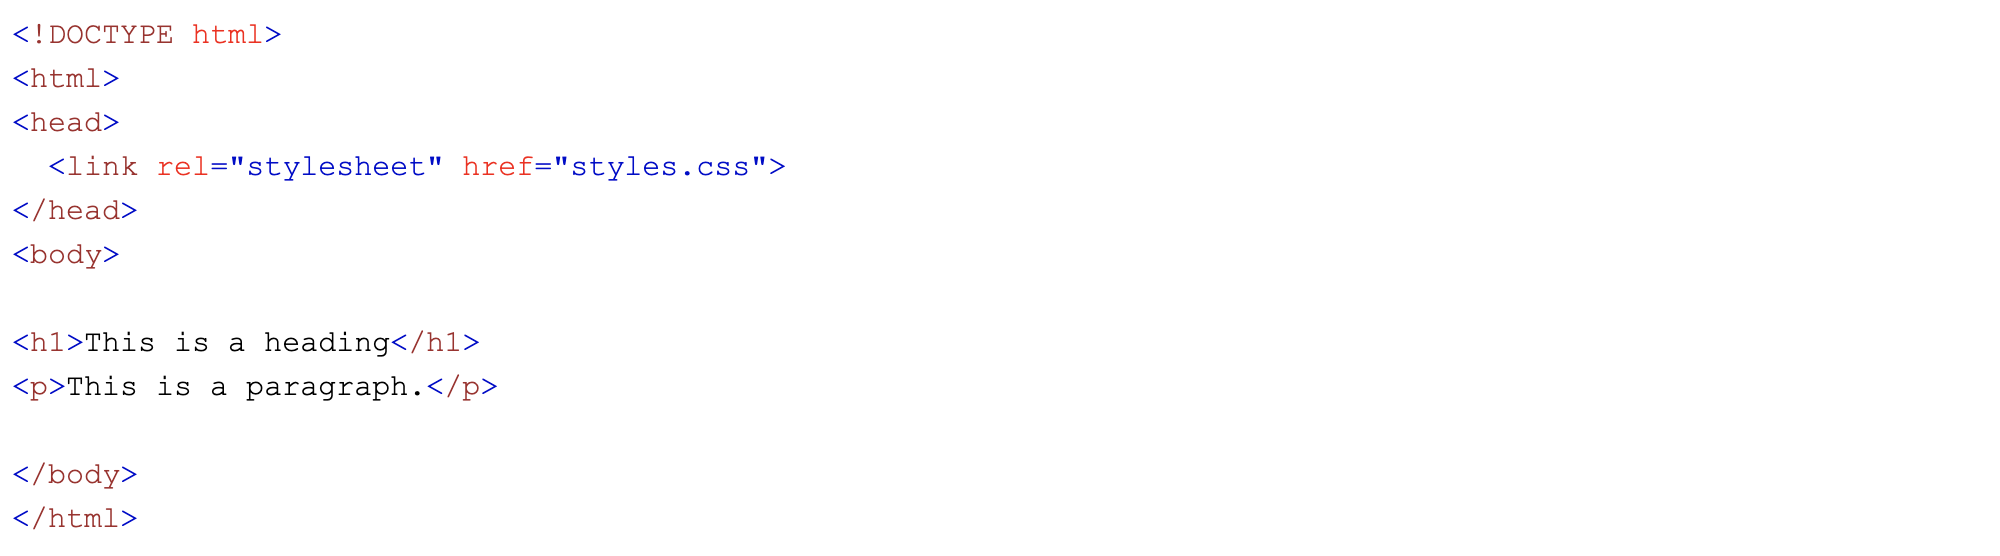 <!DOCTYPE html>
<html>
<head>
  <link rel="stylesheet" href="styles.css">
</head>
<body>

<h1>This is a heading</h1>
<p>This is a paragraph.</p>

</body>
</html>